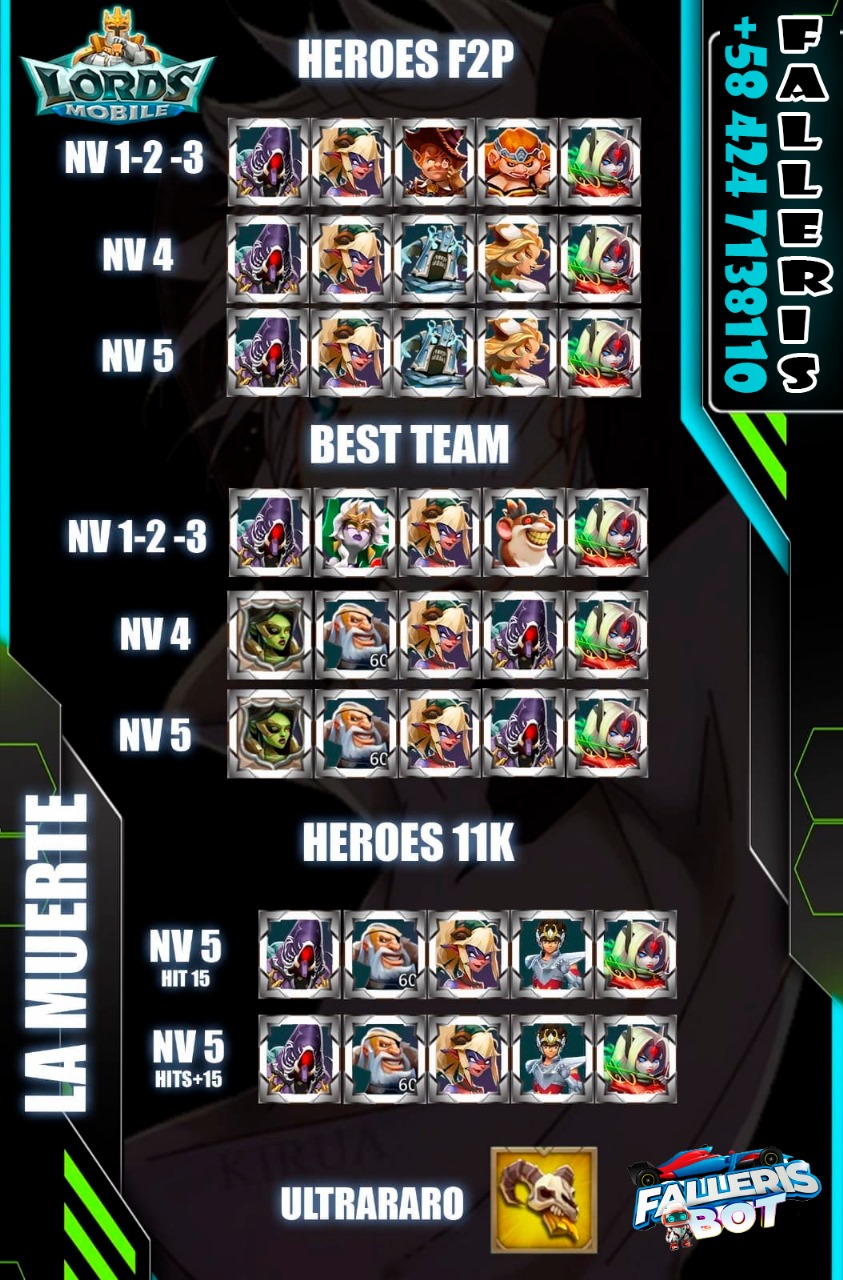 LORDS
MOBILE
HEROES F2P
NV 1-2 -3
NV 4
NV 5
FALLERIS
+58 424 7138110
BEST TEAM
NV 1-2 -3
NV 4
60
NV 5
60
LA MUERTE
HEROES 11K
NV 5
HIT 15
60
NV 5
HITS+15
60
KIRUA
ULTRARARO
FALLERIS
BOT